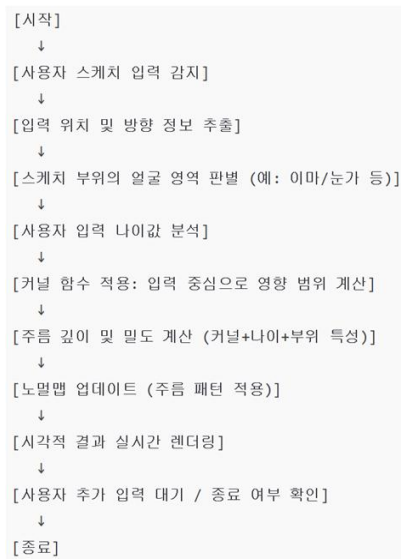 [시작]
↓
[사용자 스케치 입력 감지]
↓
[입력 위치 및 방향 정보 추출]
↓
[스케치 부위의 얼굴 영역 판별 (예: 이마/눈가 등)]
↓
[사용자 입력 나이값 분석]
↓
[커널 함수 적용: 입력 중심으로 영향 범위 계산]
↓
[주름 깊이 및 밀도 계산 (커널+나이+부위 특성)]
↓
[노멀맵 업데이트 (주름 패턴 적용)]
↓
[시각적 결과 실시간 렌더링]
↓
[사용자 추가 입력 대기 / 종료 여부 확인]
↓
[종료]